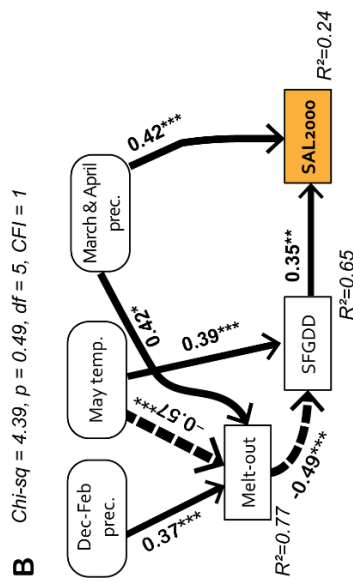 B
Chi-sq = 4.39, p = 0.49, df = 5, CFI = 1
Dec-Feb
prec.
May temp.
March & April
prec.
0.37***
-0.57***
0.42*
0.39***
0.42***
Melt-out
R²=0.77
-0.49***
SFGDD
R²=0.65
0.35**
SAL2000
R²=0.24